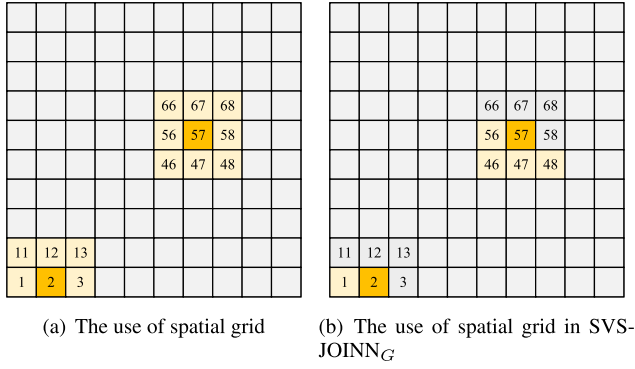 66 67 68 66 67 68
56 57 58 56 57 58
46 47 48 46 47 48
11 12 13 11 12 13
1 2 3 1 2 3
(a) The use of spatial grid
(b) The use of spatial grid in SVS-
JOINN_G